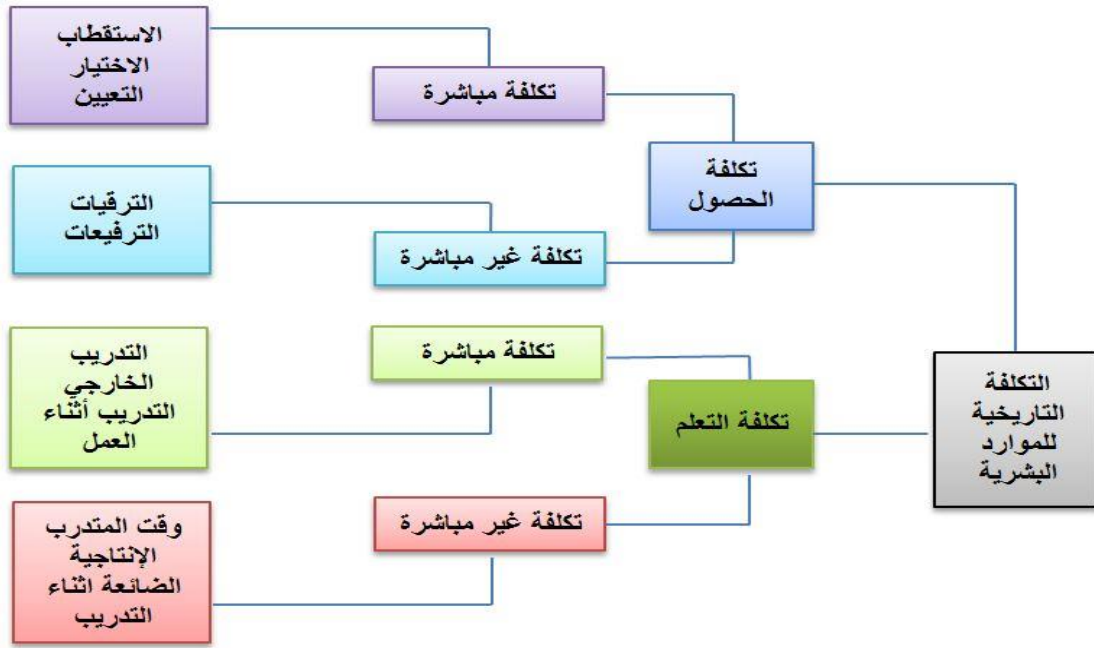 التكلفة
التاريخية
للموارد
البشرية
تكلفة
الحصول
تكلفة مباشرة
الاستقطاب
الاختيار
التعيين
تكلفة غير مباشرة
الترقيات
الترفيعات
تكلفة التعلم
تكلفة مباشرة
التدريب
الخارجي
التدريب أثناء
العمل
تكلفة غير مباشرة
وقت المتدرب
الإنتاجية
الضائعة اثناء
التدريب